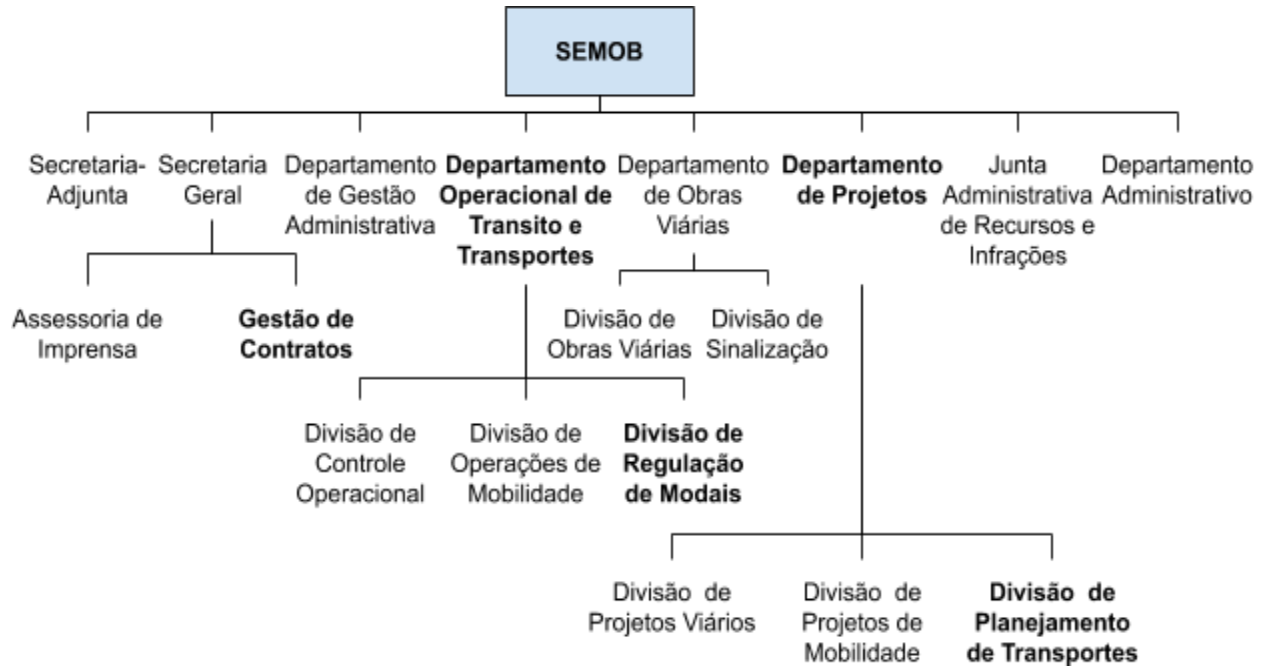 SEMOB
Secretaria-
Adjunta
Secretaria
Geral
Departamento
de Gestão
Administrativa
Departamento
Operacional de
Transito e
Transportes
Departamento
de Obras
Viárias
Departamento
de Projetos
Junta
Administrativa
de Recursos e
Infrações
Departamento
Administrativo
Assessoria de
Imprensa
Gestão de
Contratos
Divisão de
Obras Viárias
Divisão de
Sinalização
Divisão de
Controle
Operacional
Divisão de
Operações de
Mobilidade
Divisão de
Regulação
de Modais
Divisão de
Projetos Viários
Divisão de
Projetos de
Mobilidade
Divisão de
Planejamento
de Transportes